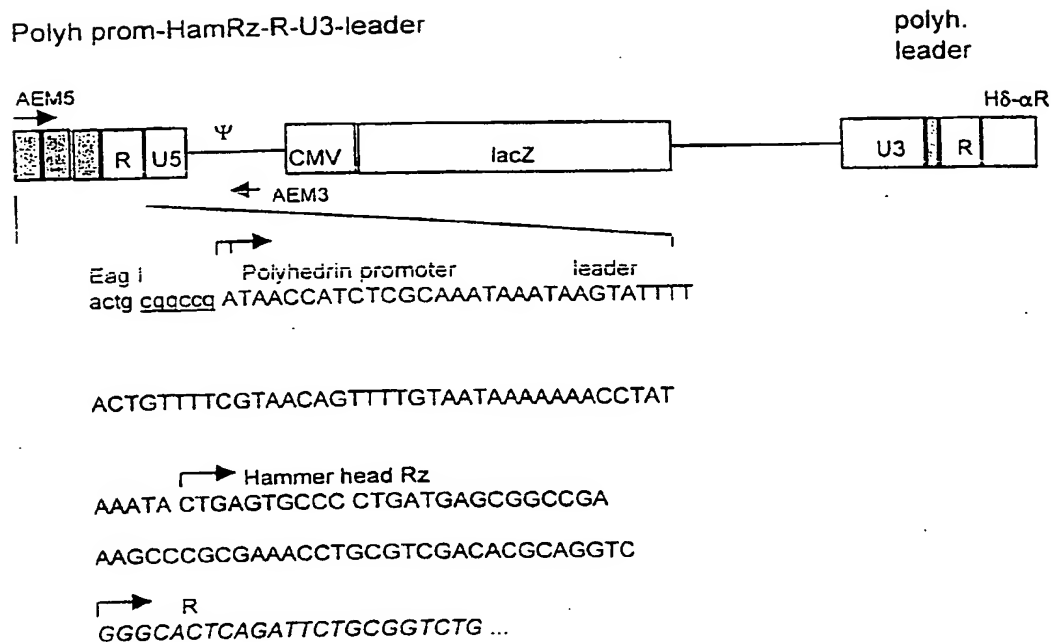 Polyh prom-HamRz-R-U3-leader
polyh.
leader
AEM5
Hδ-αR
Ψ
R U5 CMV lacZ U3 R
AEM3
Eag I Polyhedrin promoter leader
actg cggccg ATAACCATCTCGCAAATAAATAAGTATTTT
ACTGTTTTCGTAACAGTTTTGTAATAAAAAAACCTAT
Hammer head Rz
AAATA CTGAGTGCCC CTGATGAGCGGCCGA
AAGCCCGCGAAACCTGCGTCGACACGCAGGTC
R
GGGCACTCAGATTCTGCGGTCTG ...